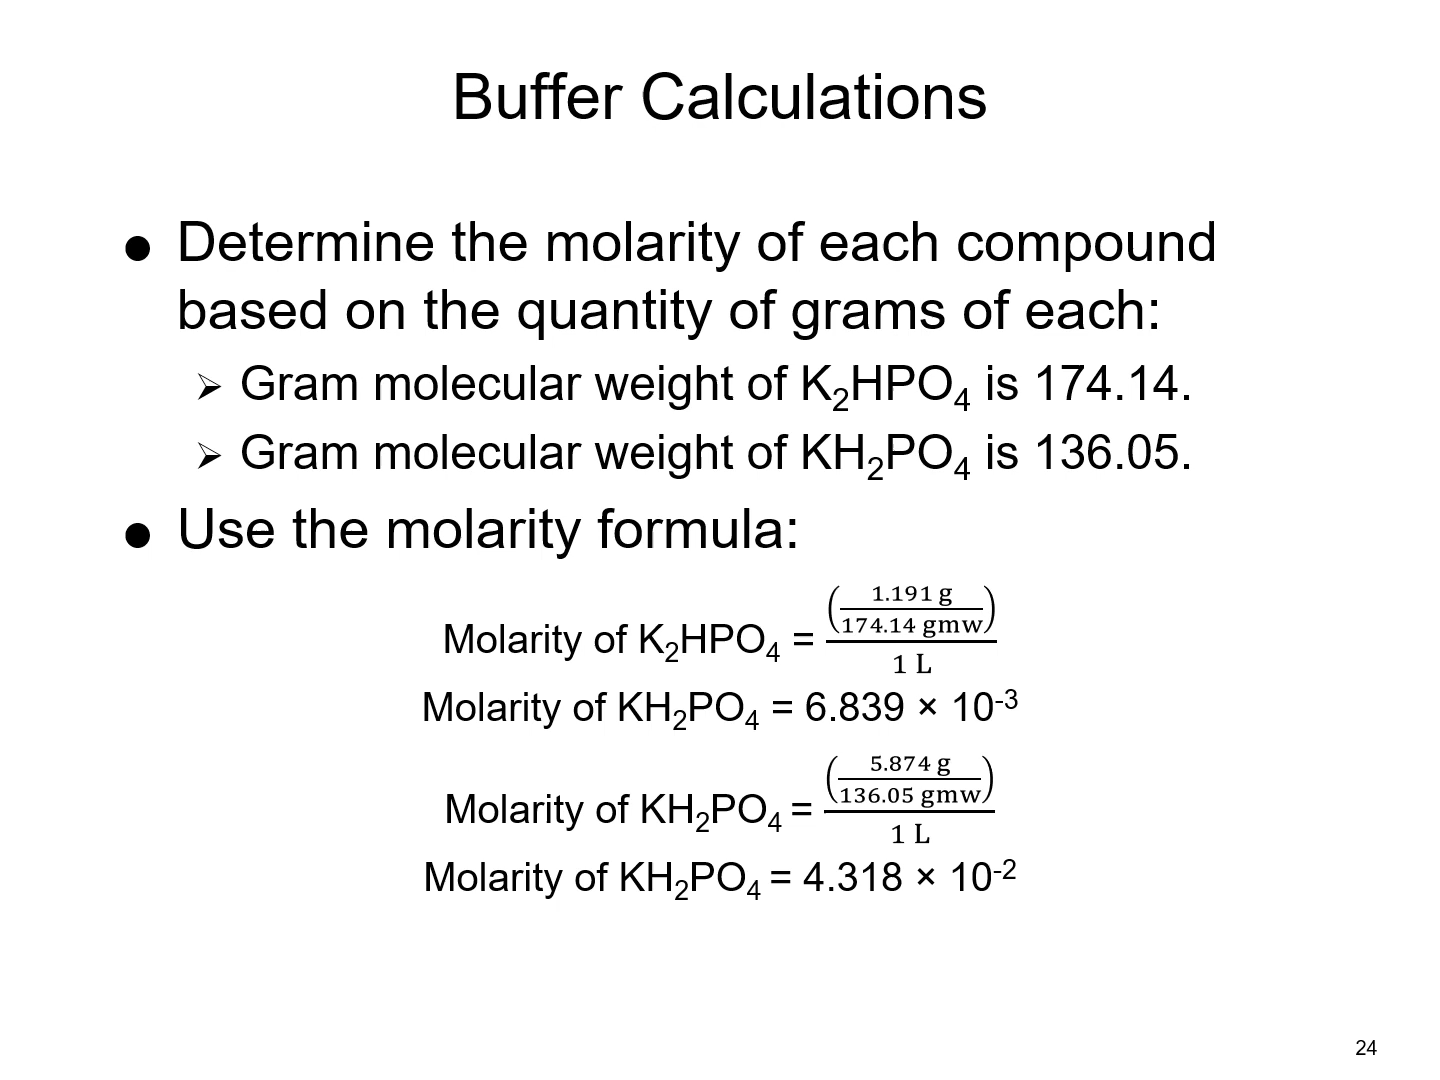 Buffer Calculations
● Determine the molarity of each compound
based on the quantity of grams of each:
➢ Gram molecular weight of K₂HPO₄ is 174.14.
➢ Gram molecular weight of KH₂PO₄ is 136.05.
● Use the molarity formula:
Molarity of K₂HPO₄ = (1.191 g / 174.14 gmw) / 1 L
Molarity of KH₂PO₄ = 6.839 × 10⁻³
Molarity of KH₂PO₄ = (5.874 g / 136.05 gmw) / 1 L
Molarity of KH₂PO₄ = 4.318 × 10⁻²
24